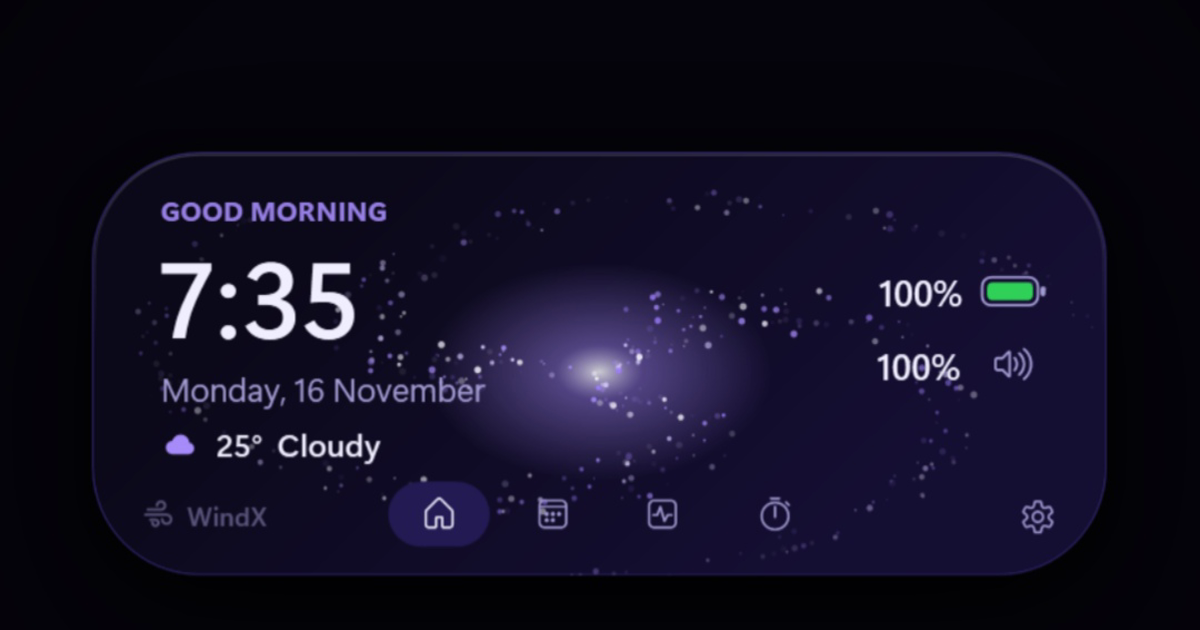 GOOD MORNING
7:35
100%
100%
Monday, 16 November
25° Cloudy
WindX